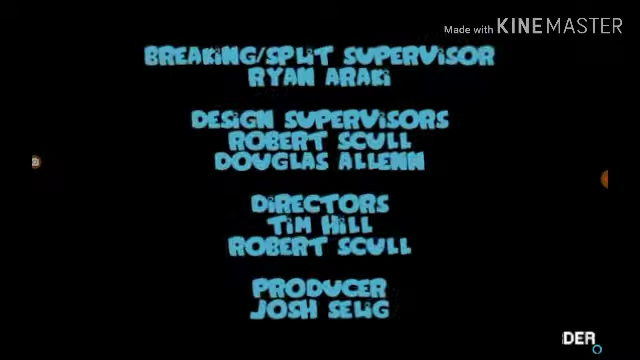 Made with KINEMASTER
BREAKING/SPLIT SUPERVISOR
RYAN ARAKI
DESIGN SUPERVISORS
ROBERT SCULL
DOUGLAS ALLENN
DIRECTORS
TIM HILL
ROBERT SCULL
PRODUCER
JOSH SELIG
DER